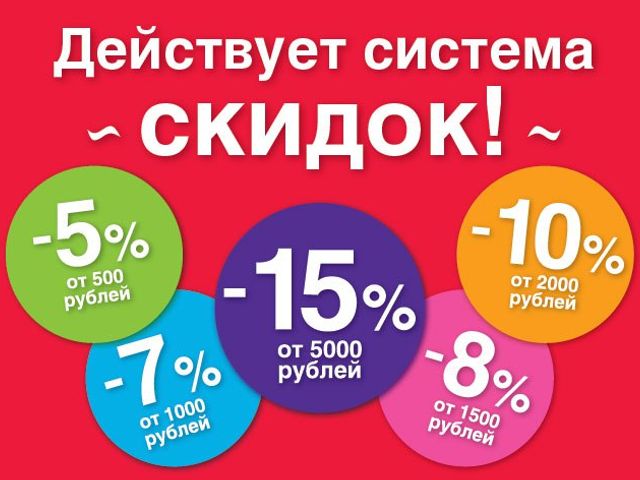 Действует система
~ скидок! ~
-5%
от 500
рублей
-7%
от 1000
рублей
-15%
от 5000
рублей
-8%
от 1500
рублей
-10%
от 2000
рублей